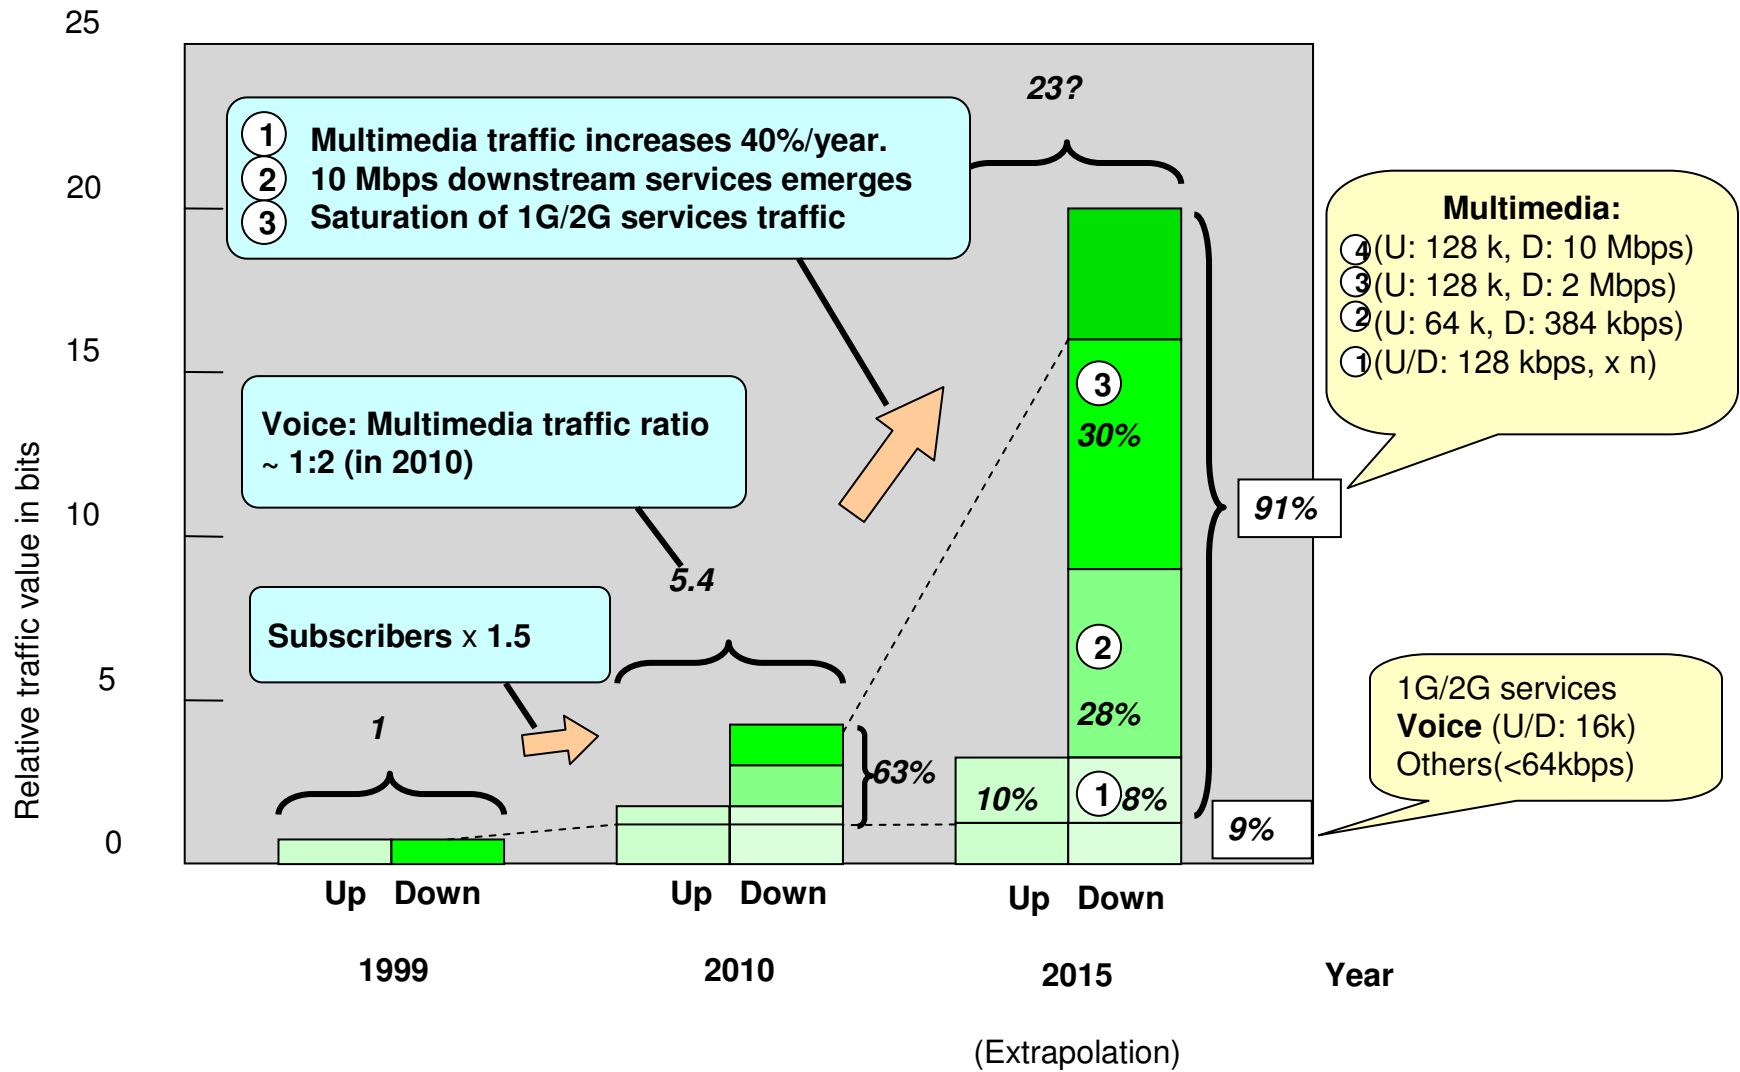 25
23?
1 Multimedia traffic increases 40%/year.
2 10 Mbps downstream services emerges
3 Saturation of 1G/2G services traffic
20
Multimedia:
4 (U: 128 k, D: 10 Mbps)
3 (U: 128 k, D: 2 Mbps)
2 (U: 64 k, D: 384 kbps)
1 (U/D: 128 kbps, x n)
15
3
30%
Voice: Multimedia traffic ratio
~ 1:2 (in 2010)
91%
10
5.4
Subscribers x 1.5
2
28%
5
1
63%
10%
1 8%
9%
1G/2G services
Voice (U/D: 16k)
Others(<64kbps)
0
Relative traffic value in bits
Up Down
Up Down
Up Down
1999
2010
2015
Year
(Extrapolation)